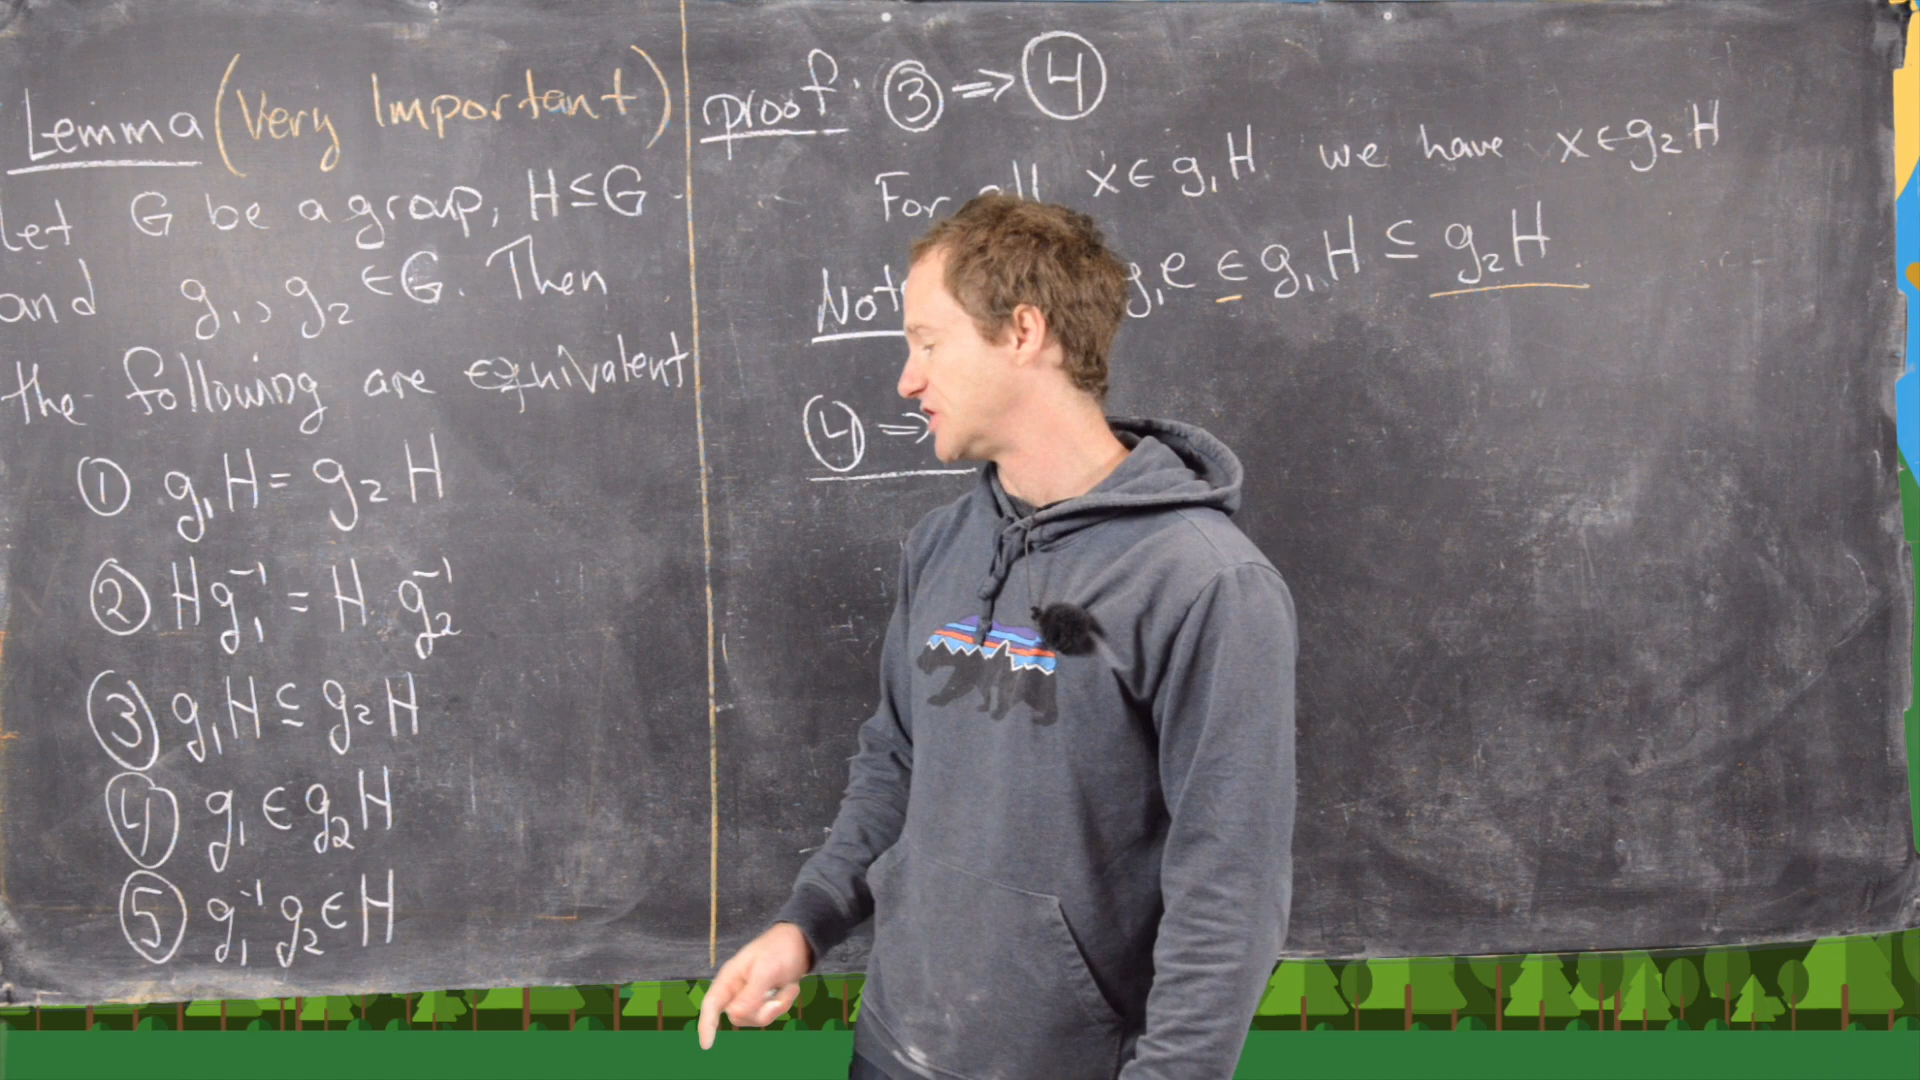 Lemma (Very Important)
Let G be a group, H ≤ G
and g₁, g₂ ∈ G. Then
the following are equivalent
① g₁H = g₂H
② Hg₁⁻¹ = Hg₂⁻¹
③ g₁H ⊆ g₂H
④ g₁ ∈ g₂H
⑤ g₁⁻¹g₂ ∈ H
proof: ③ ⇒ ④
For all x ∈ g₁H we have x ∈ g₂H
g₁e ∈ g₁H ⊆ g₂H
④ ⇒